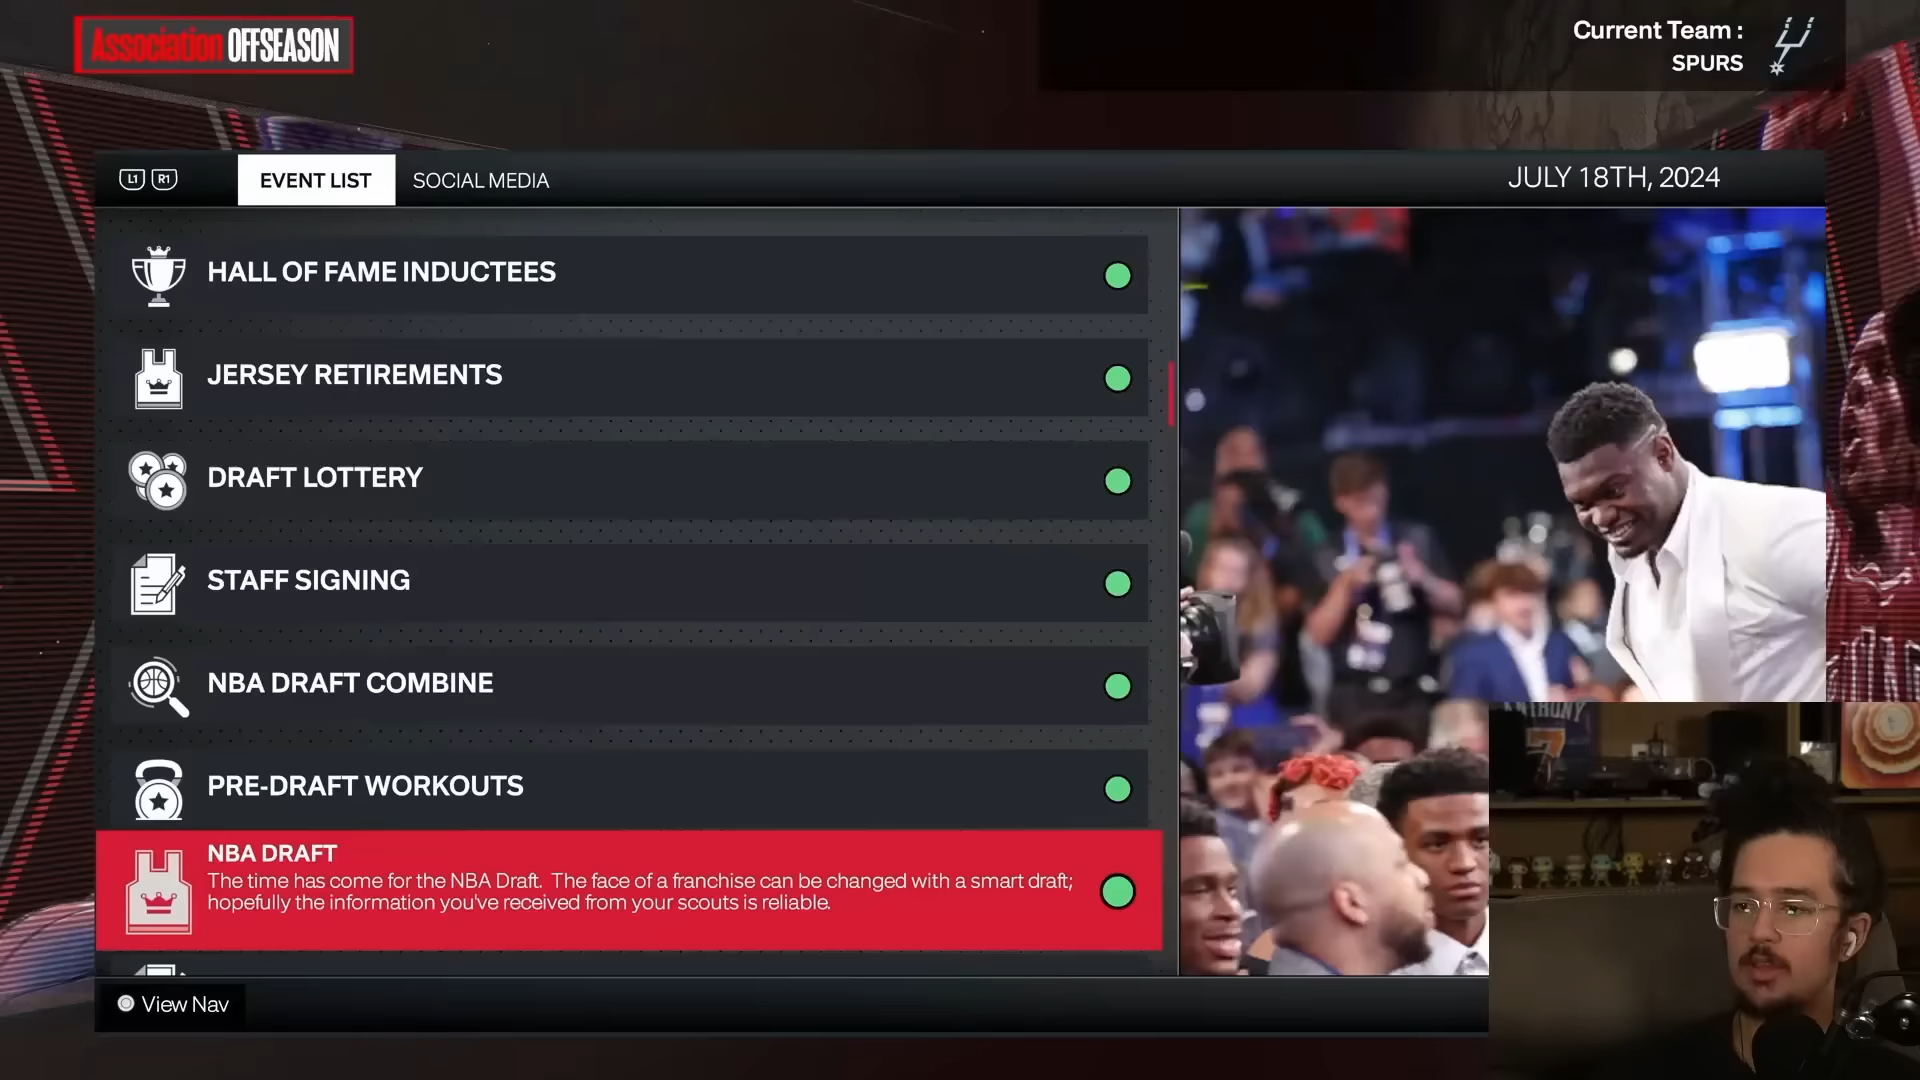 Association OFFSEASON
Current Team :
SPURS
L1 R1
EVENT LIST
SOCIAL MEDIA
JULY 18TH, 2024
HALL OF FAME INDUCTEES
JERSEY RETIREMENTS
DRAFT LOTTERY
STAFF SIGNING
NBA DRAFT COMBINE
PRE-DRAFT WORKOUTS
NBA DRAFT
The time has come for the NBA Draft. The face of a franchise can be changed with a smart draft;
hopefully the information you've received from your scouts is reliable.
View Nav
ANTHONY
7